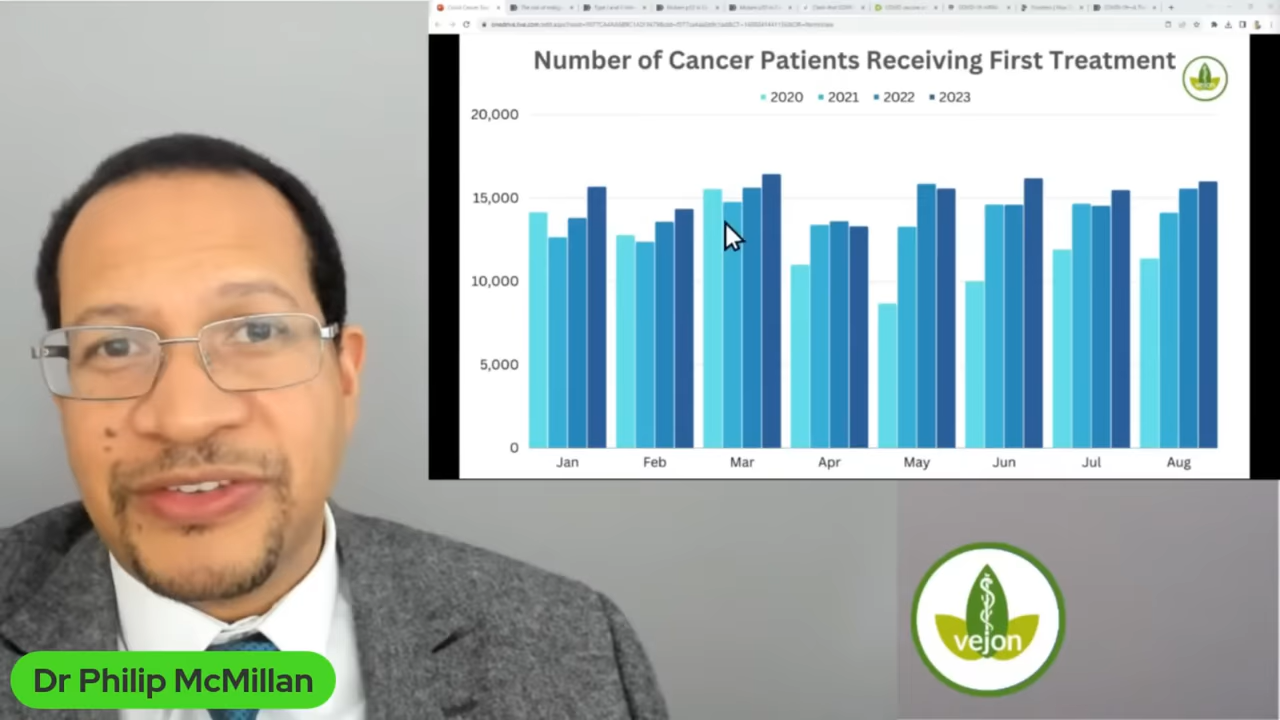 Number of Cancer Patients Receiving First Treatment
vejon
2020 2021 2022 2023
20,000
15,000
10,000
5,000
0
Jan Feb Mar Apr May Jun Jul Aug
vejon
Dr Philip McMillan